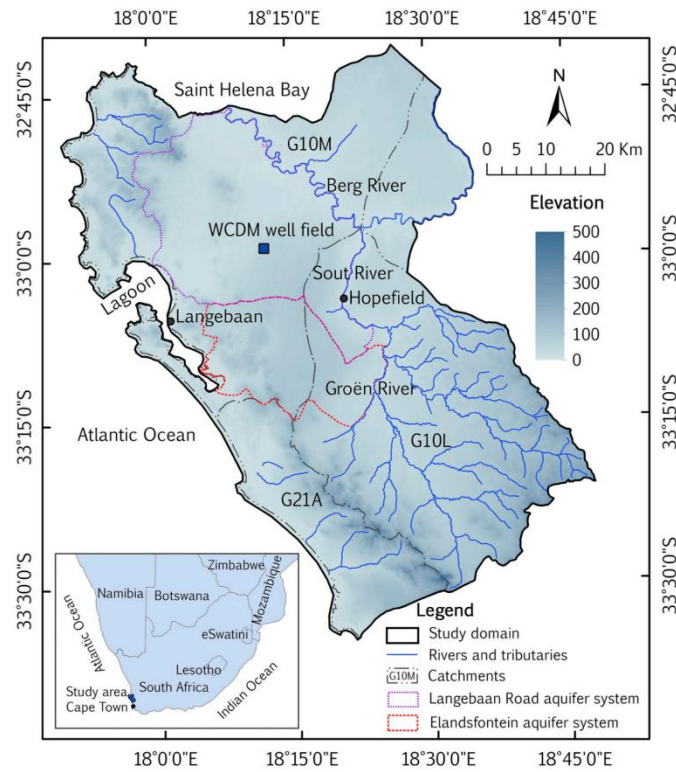 18°0'0"E 18°15'0"E 18°30'0"E 18°45'0"E
32°45'0"S
33°0'0"S
33°15'0"S
33°30'0"S
Saint Helena Bay
N
G10M
0 5 10 20 Km
Berg River
Elevation
500
400
300
200
100
0
WCDM well field
Sout River
Hopefield
Lagoon
Langebaan
Groën River
Atlantic Ocean
G10L
G21A
32°45'0"S
33°0'0"S
33°15'0"S
33°30'0"S
Zimbabwe
Mozambique
Namibia
Botswana
Atlantic Ocean
eSwatini
Lesotho
Study area
South Africa
Cape Town
Indian Ocean
Legend
Study domain
Rivers and tributaries
G10M Catchments
Langebaan Road aquifer system
Elandsfontein aquifer system
18°0'0"E 18°15'0"E 18°30'0"E 18°45'0"E